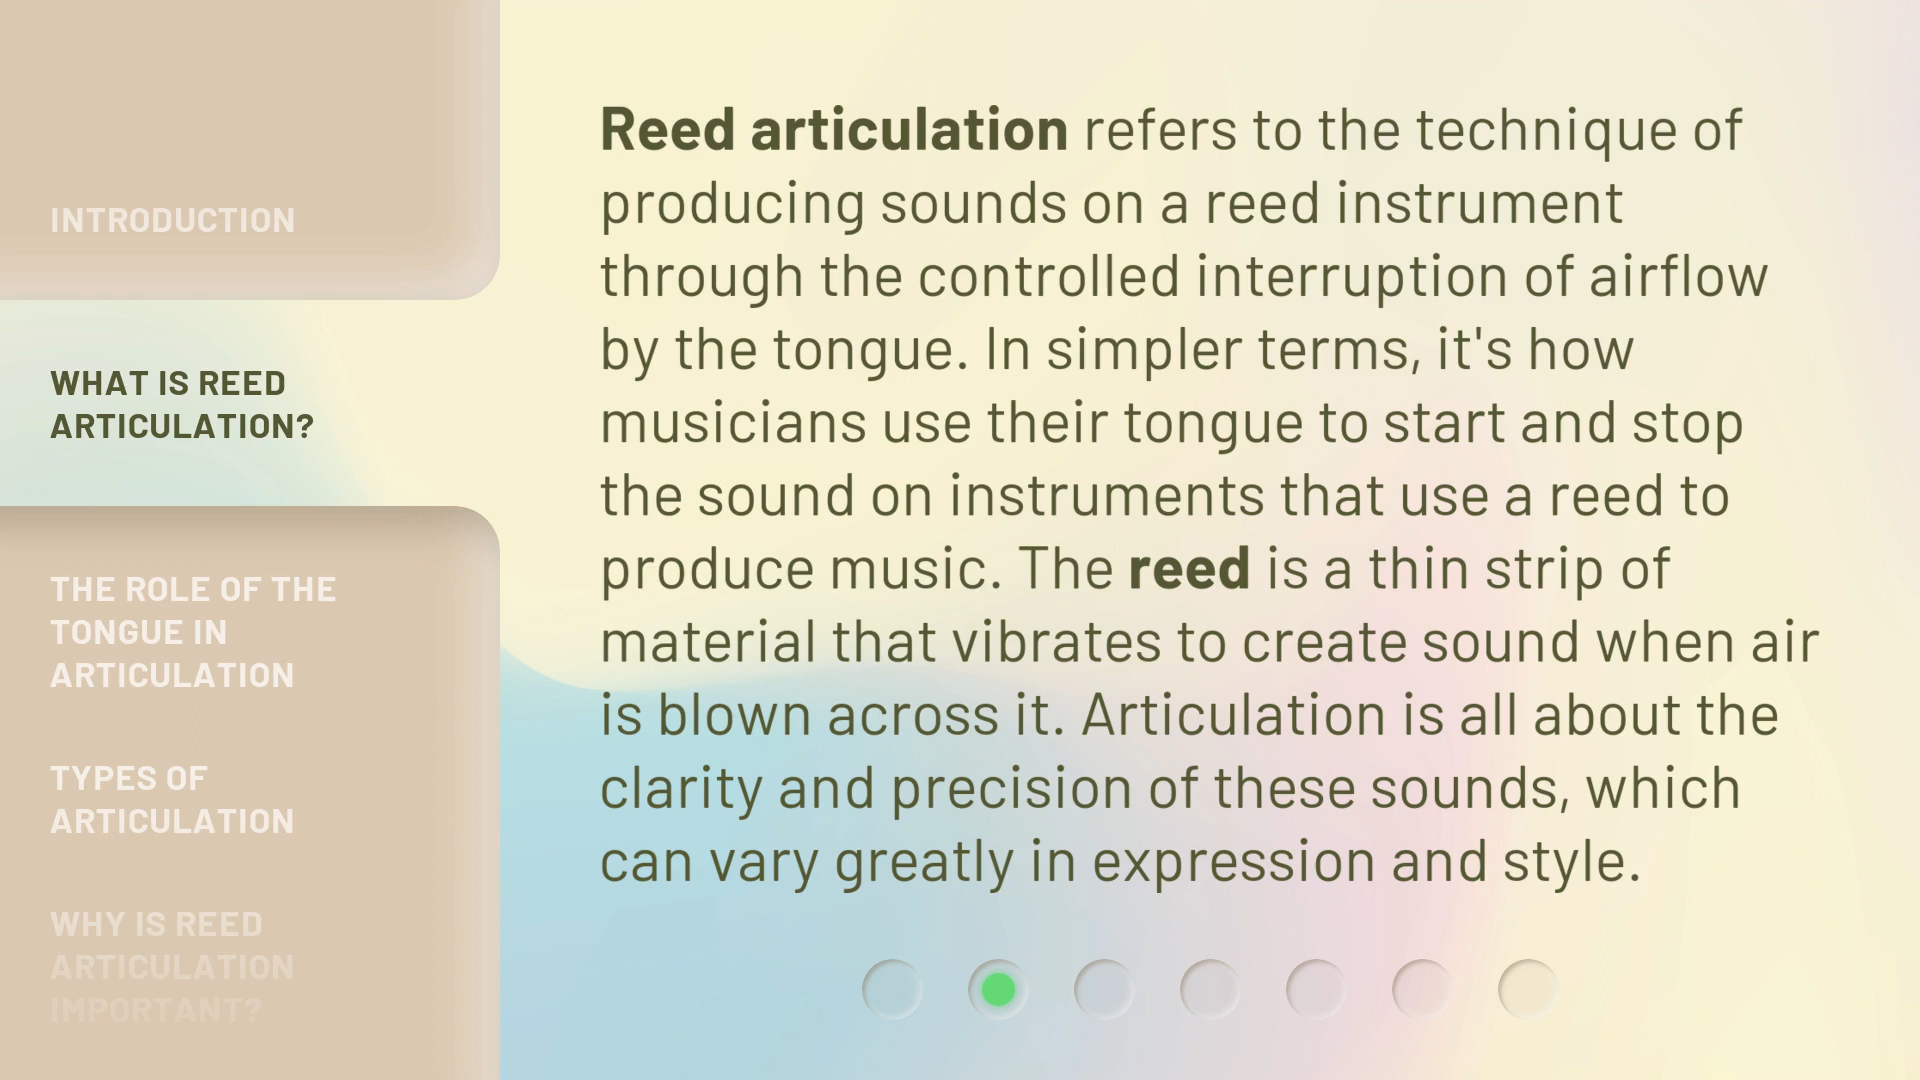 INTRODUCTION
WHAT IS REED
ARTICULATION?
THE ROLE OF THE
TONGUE IN
ARTICULATION
TYPES OF
ARTICULATION
WHY IS REED
ARTICULATION
IMPORTANT?
Reed articulation refers to the technique of
producing sounds on a reed instrument
through the controlled interruption of airflow
by the tongue. In simpler terms, it's how
musicians use their tongue to start and stop
the sound on instruments that use a reed to
produce music. The reed is a thin strip of
material that vibrates to create sound when air
is blown across it. Articulation is all about the
clarity and precision of these sounds, which
can vary greatly in expression and style.